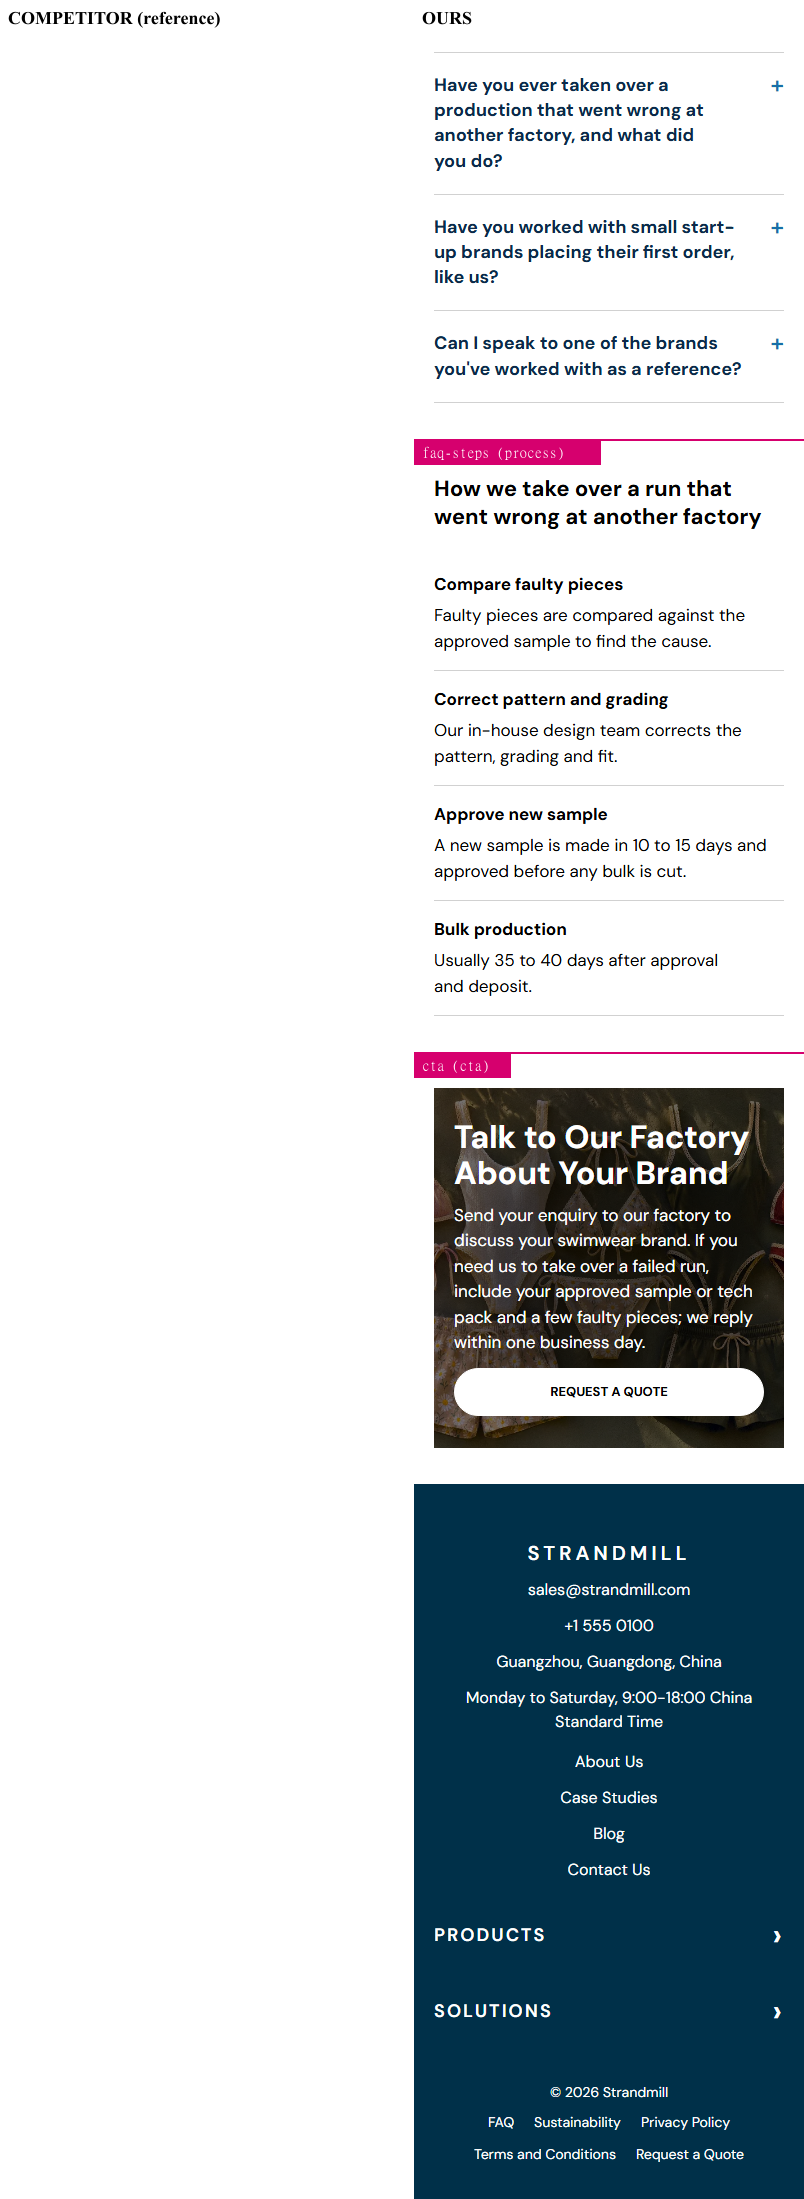 COMPETITOR (reference)
OURS
Have you ever taken over a
production that went wrong at
another factory, and what did
you do?
+
Have you worked with small start-
up brands placing their first order,
like us?
+
Can I speak to one of the brands
you've worked with as a reference?
+
faq-steps (process)
How we take over a run that
went wrong at another factory
Compare faulty pieces
Faulty pieces are compared against the
approved sample to find the cause.
Correct pattern and grading
Our in-house design team corrects the
pattern, grading and fit.
Approve new sample
A new sample is made in 10 to 15 days and
approved before any bulk is cut.
Bulk production
Usually 35 to 40 days after approval
and deposit.
cta (cta)
Talk to Our Factory
About Your Brand
Send your enquiry to our factory to
discuss your swimwear brand. If you
need us to take over a failed run,
include your approved sample or tech
pack and a few faulty pieces; we reply
within one business day.
REQUEST A QUOTE
STRANDMILL
sales@strandmill.com
+1 555 0100
Guangzhou, Guangdong, China
Monday to Saturday, 9:00-18:00 China
Standard Time
About Us
Case Studies
Blog
Contact Us
PRODUCTS
SOLUTIONS
© 2026 Strandmill
FAQ Sustainability Privacy Policy
Terms and Conditions Request a Quote